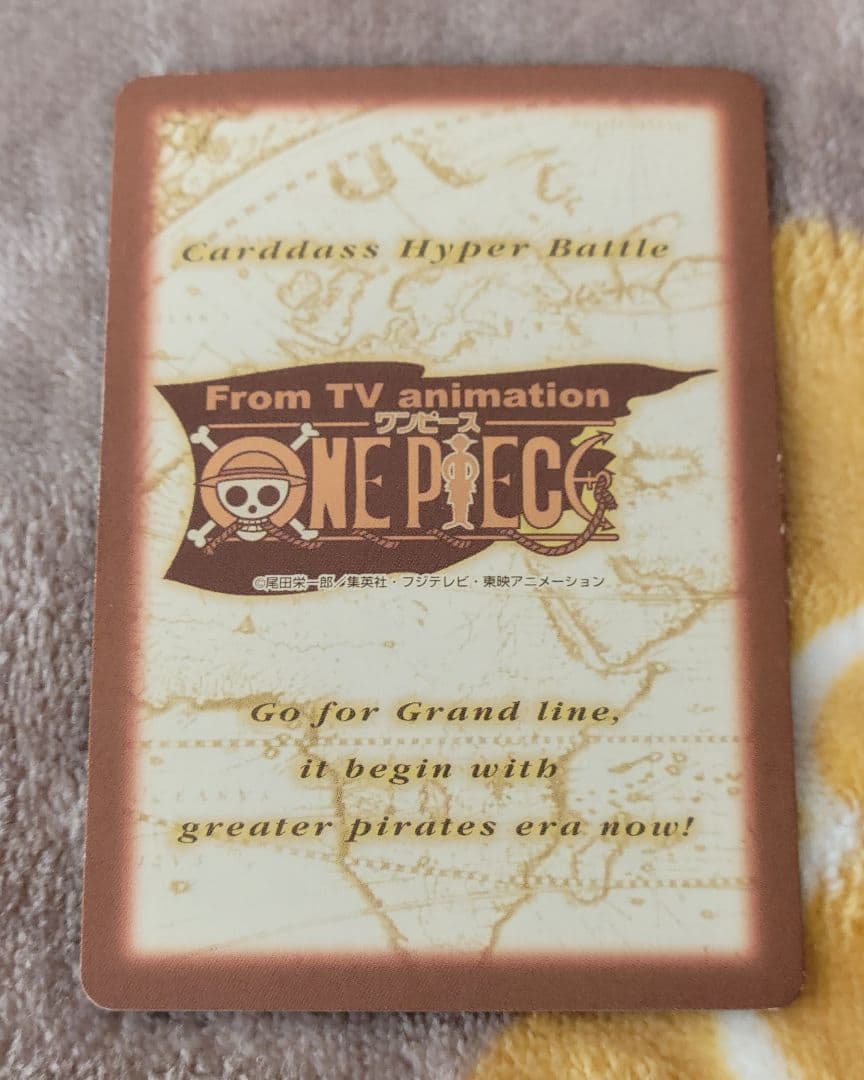 Carddass Hyper Battle
From TV animation
ワンピース
ONE PIECE
©尾田栄一郎／集英社・フジテレビ・東映アニメーション
Go for Grand line,
it begin with
greater pirates era now!